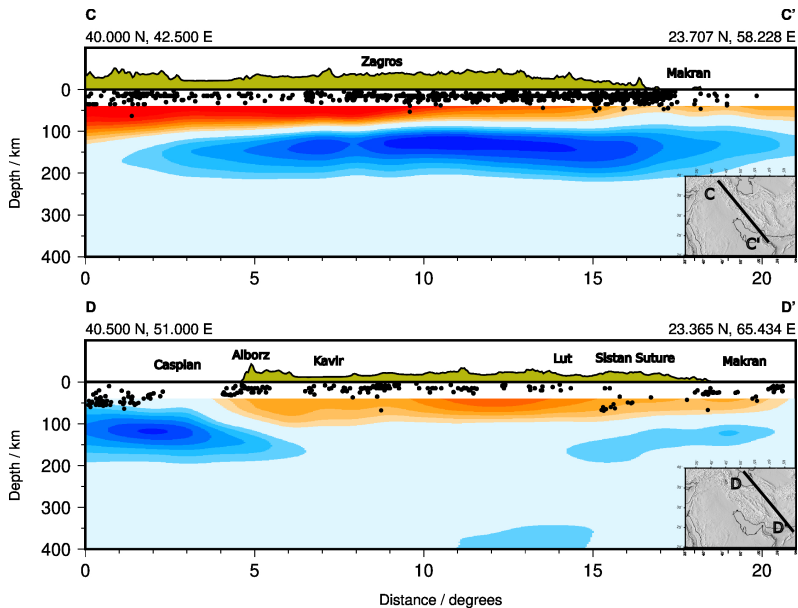 C C’
40.000 N, 42.500 E 23.707 N, 58.228 E
Zagros
Makran
0
100
200
300
400
Depth / km
C
C'
0 5 10 15 20
D D’
40.500 N, 51.000 E 23.365 N, 65.434 E
Caspian Alborz Kavir Lut Sistan Suture Makran
0
100
200
300
400
Depth / km
D
D'
0 5 10 15 20
Distance / degrees